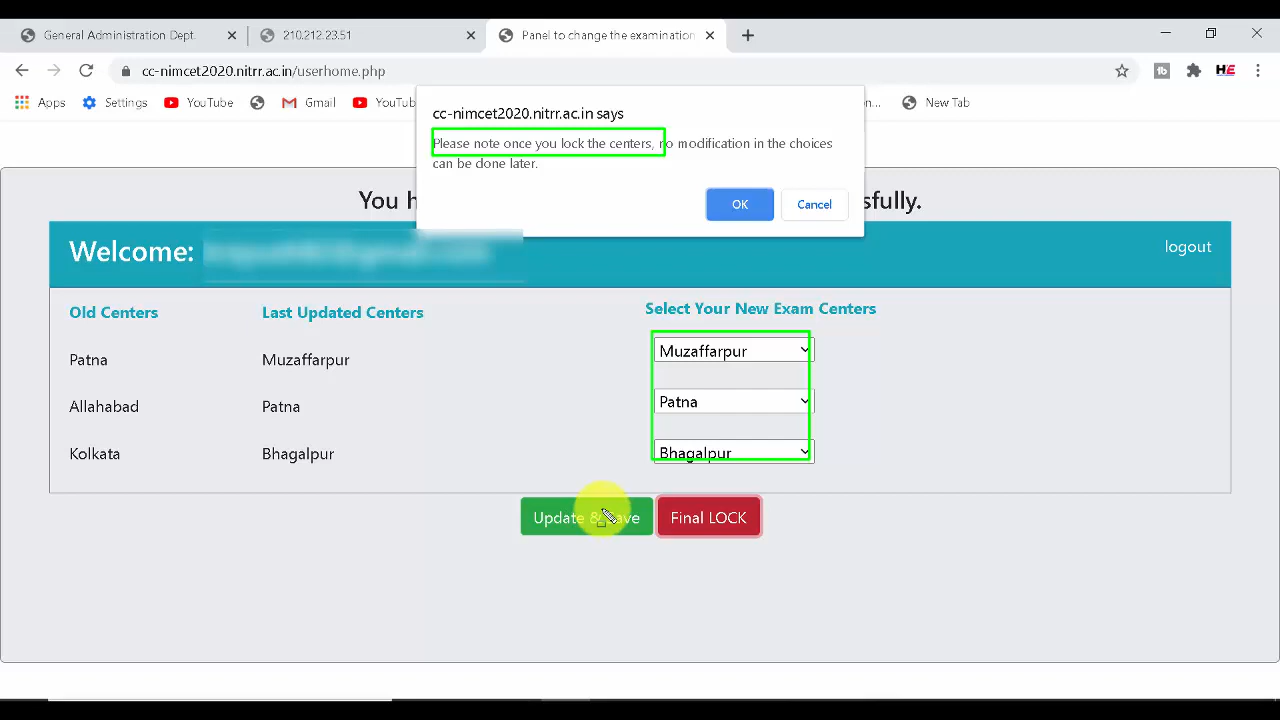 General Administration Dept.
210.212.23.51
Panel to change the examination
cc-nimcet2020.nitrr.ac.in/userhome.php
Apps Settings YouTube Gmail New Tab
cc-nimcet2020.nitrr.ac.in says
Please note once you lock the centers, no modification in the choices
can be done later.
OK Cancel
You
Welcome:
logout
Old Centers Last Updated Centers Select Your New Exam Centers
Patna Muzaffarpur Muzaffarpur
Allahabad Patna Patna
Kolkata Bhagalpur Bhagalpur
Update & Save Final LOCK